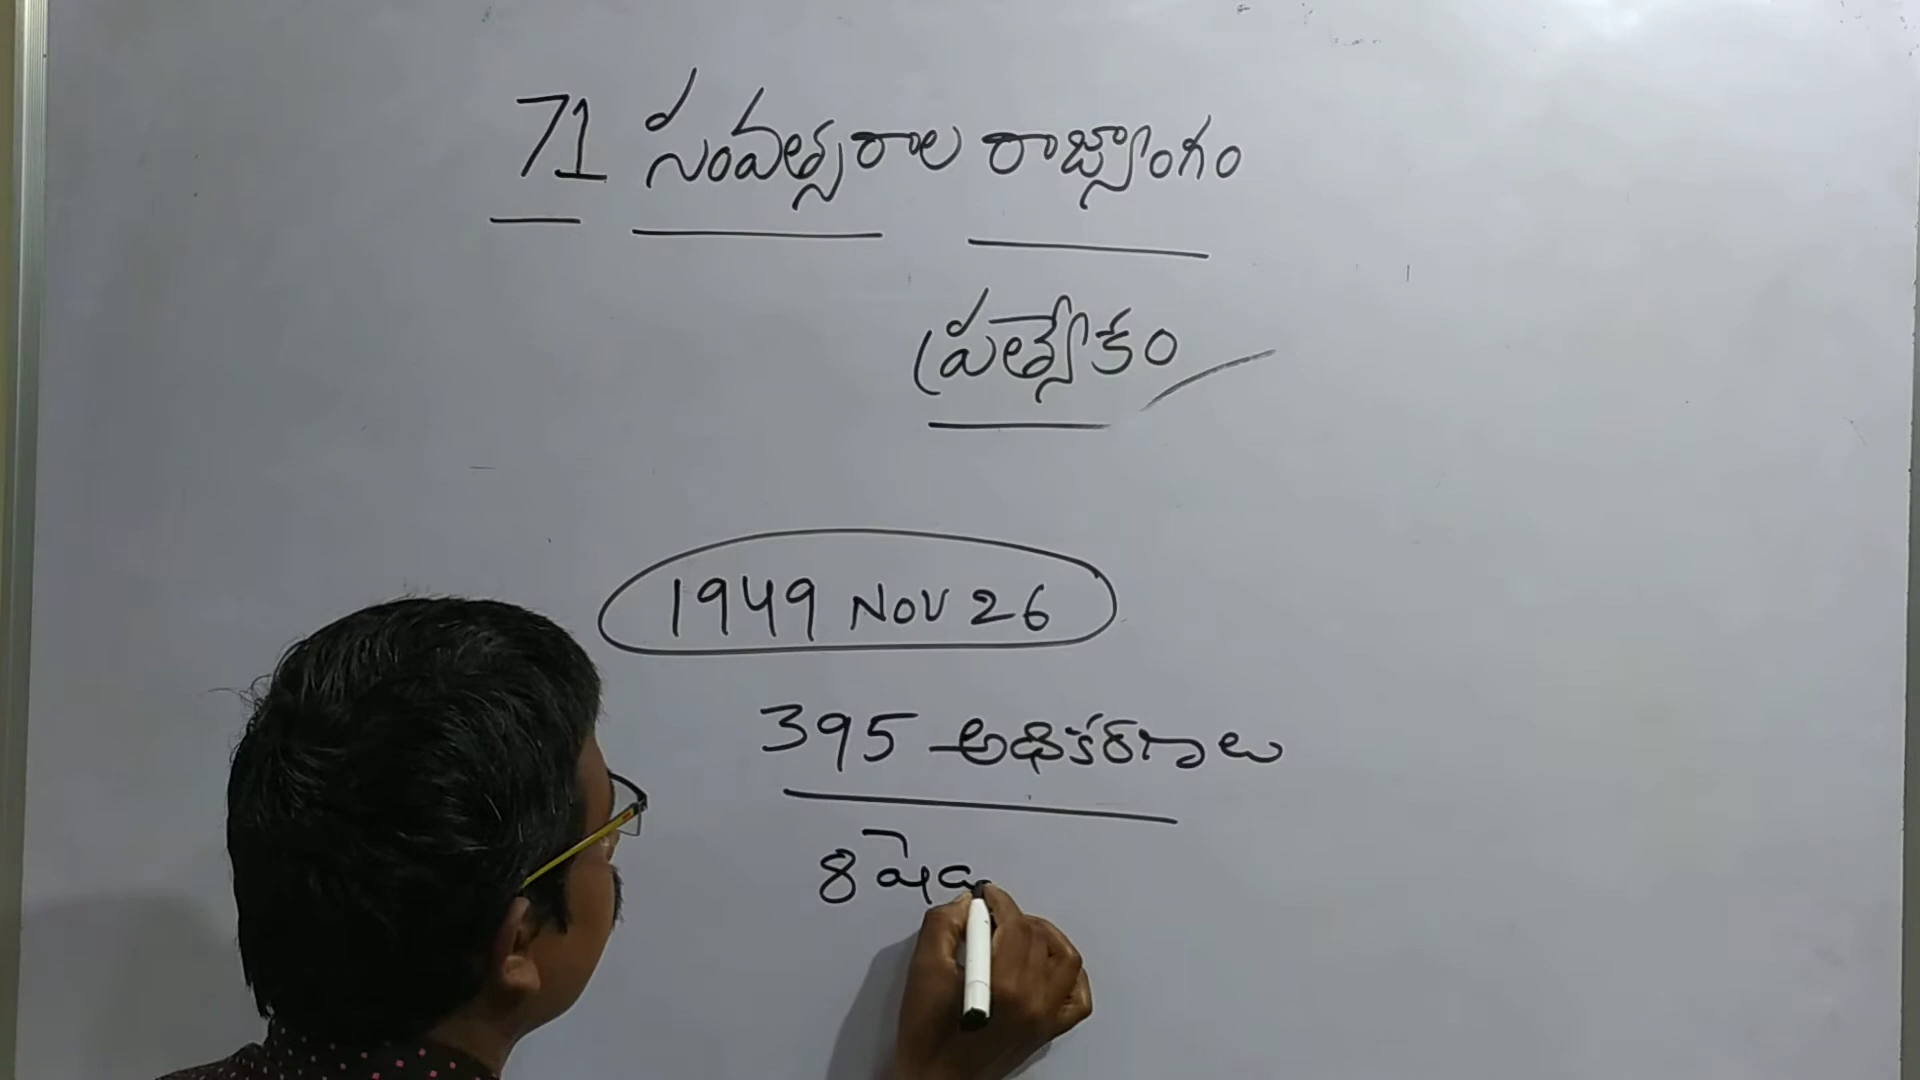 71 సంవత్సరాల రాజ్యాంగం
ప్రత్యేకం
1949 NOV 26
395 అధికరణాలు
8 షెడ